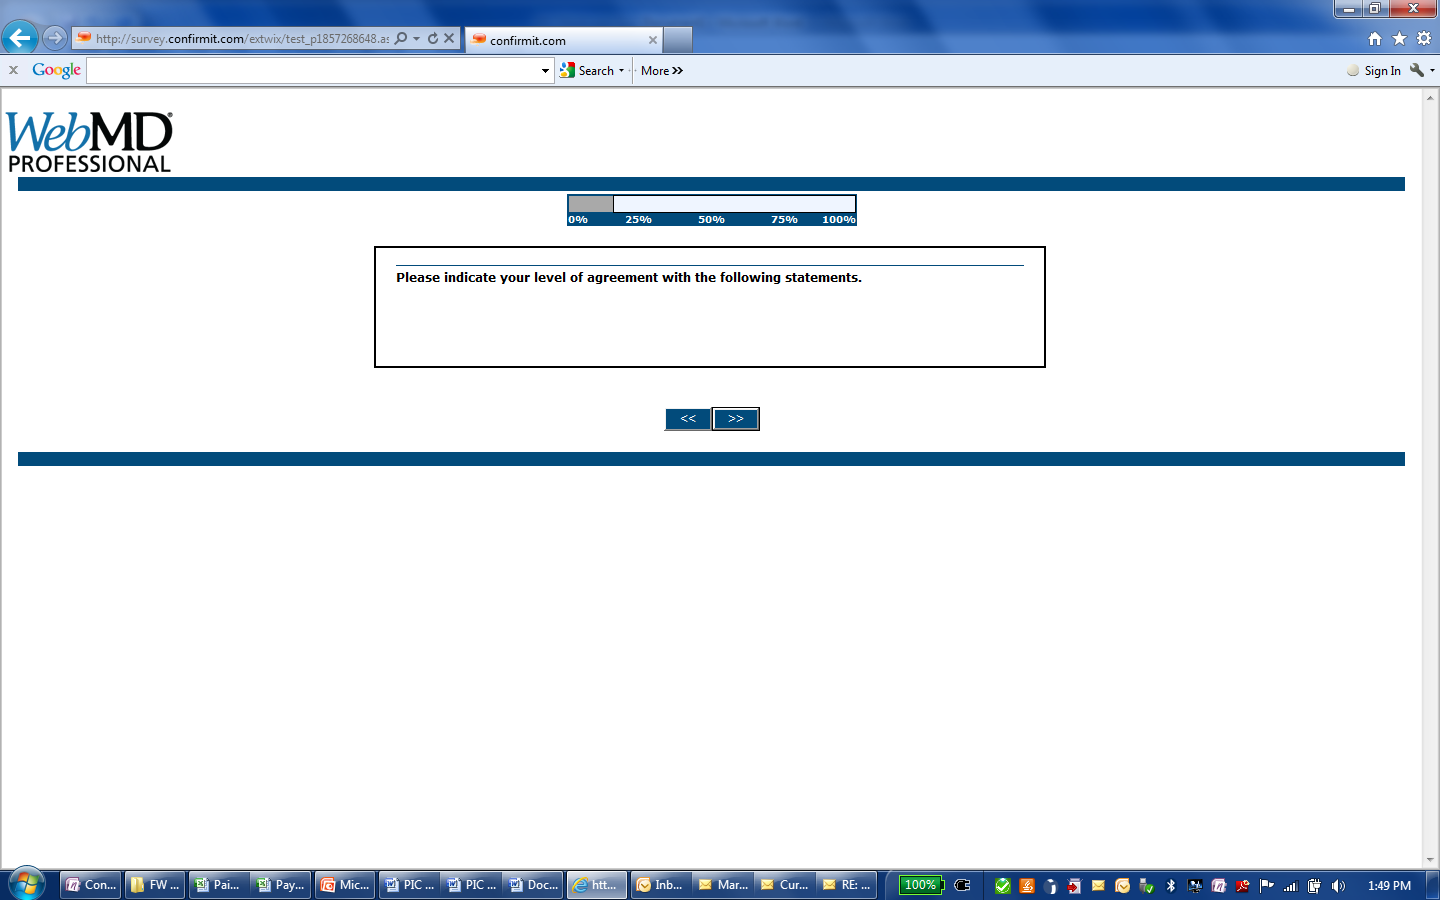 http://survey.confirmit.com/extwix/test_p1857268648.as
confirmit.com
Google
Search
More
Sign In
WebMD
PROFESSIONAL
0% 25% 50% 75% 100%
Please indicate your level of agreement with the following statements.
<< >>
Con... FW ... Pai... Pay... Mic... PIC ... PIC ... Doc... htt... Inb... Mar... Cur... RE: ... 100% 1:49 PM